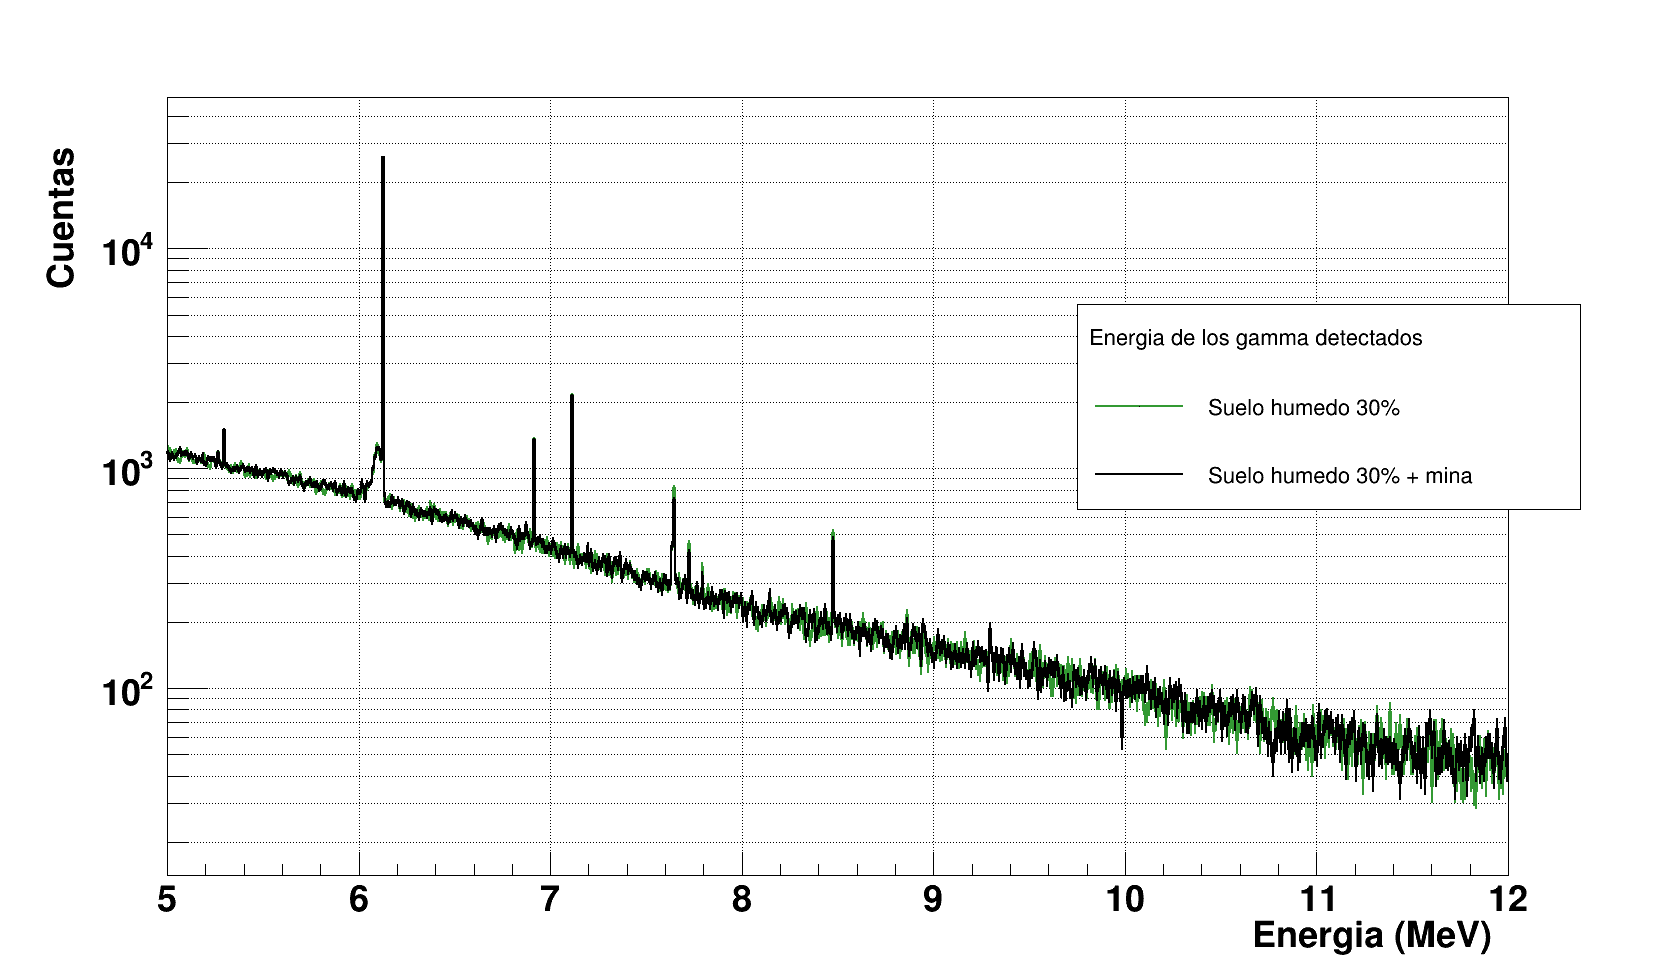 Cuentas
10^4
10^3
10^2
Energia de los gamma detectados
Suelo humedo 30%
Suelo humedo 30% + mina
5 6 7 8 9 10 11 12
Energia (MeV)